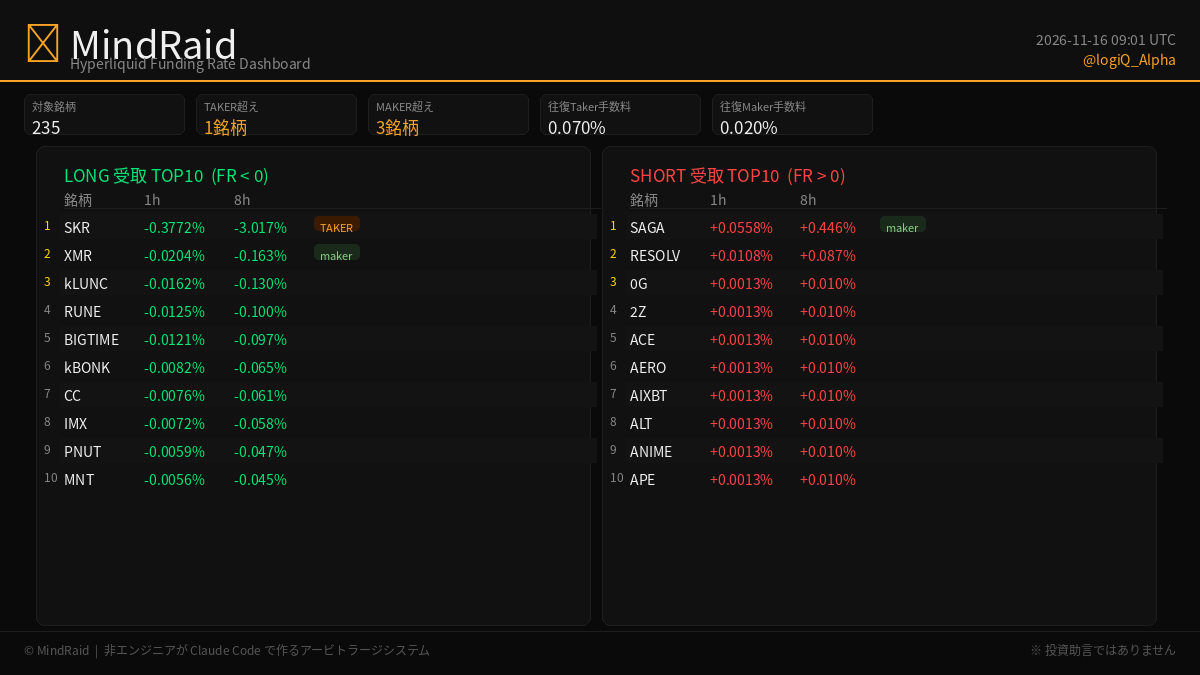 MindRaid
Hyperliquid Funding Rate Dashboard
2026-11-16 09:01 UTC
@logiQ_Alpha
対象銘柄
235
TAKER超え
1銘柄
MAKER超え
3銘柄
往復Taker手数料
0.070%
往復Maker手数料
0.020%
LONG 受取 TOP10 (FR < 0)
銘柄 1h 8h
1 SKR -0.3772% -3.017% TAKER
2 XMR -0.0204% -0.163% maker
3 kLUNC -0.0162% -0.130%
4 RUNE -0.0125% -0.100%
5 BIGTIME -0.0121% -0.097%
6 kBONK -0.0082% -0.065%
7 CC -0.0076% -0.061%
8 IMX -0.0072% -0.058%
9 PNUT -0.0059% -0.047%
10 MNT -0.0056% -0.045%
SHORT 受取 TOP10 (FR > 0)
銘柄 1h 8h
1 SAGA +0.0558% +0.446% maker
2 RESOLV +0.0108% +0.087%
3 0G +0.0013% +0.010%
4 2Z +0.0013% +0.010%
5 ACE +0.0013% +0.010%
6 AERO +0.0013% +0.010%
7 AIXBT +0.0013% +0.010%
8 ALT +0.0013% +0.010%
9 ANIME +0.0013% +0.010%
10 APE +0.0013% +0.010%
© MindRaid | 非エンジニアが Claude Code で作るアービトラージシステム
※ 投資助言ではありません